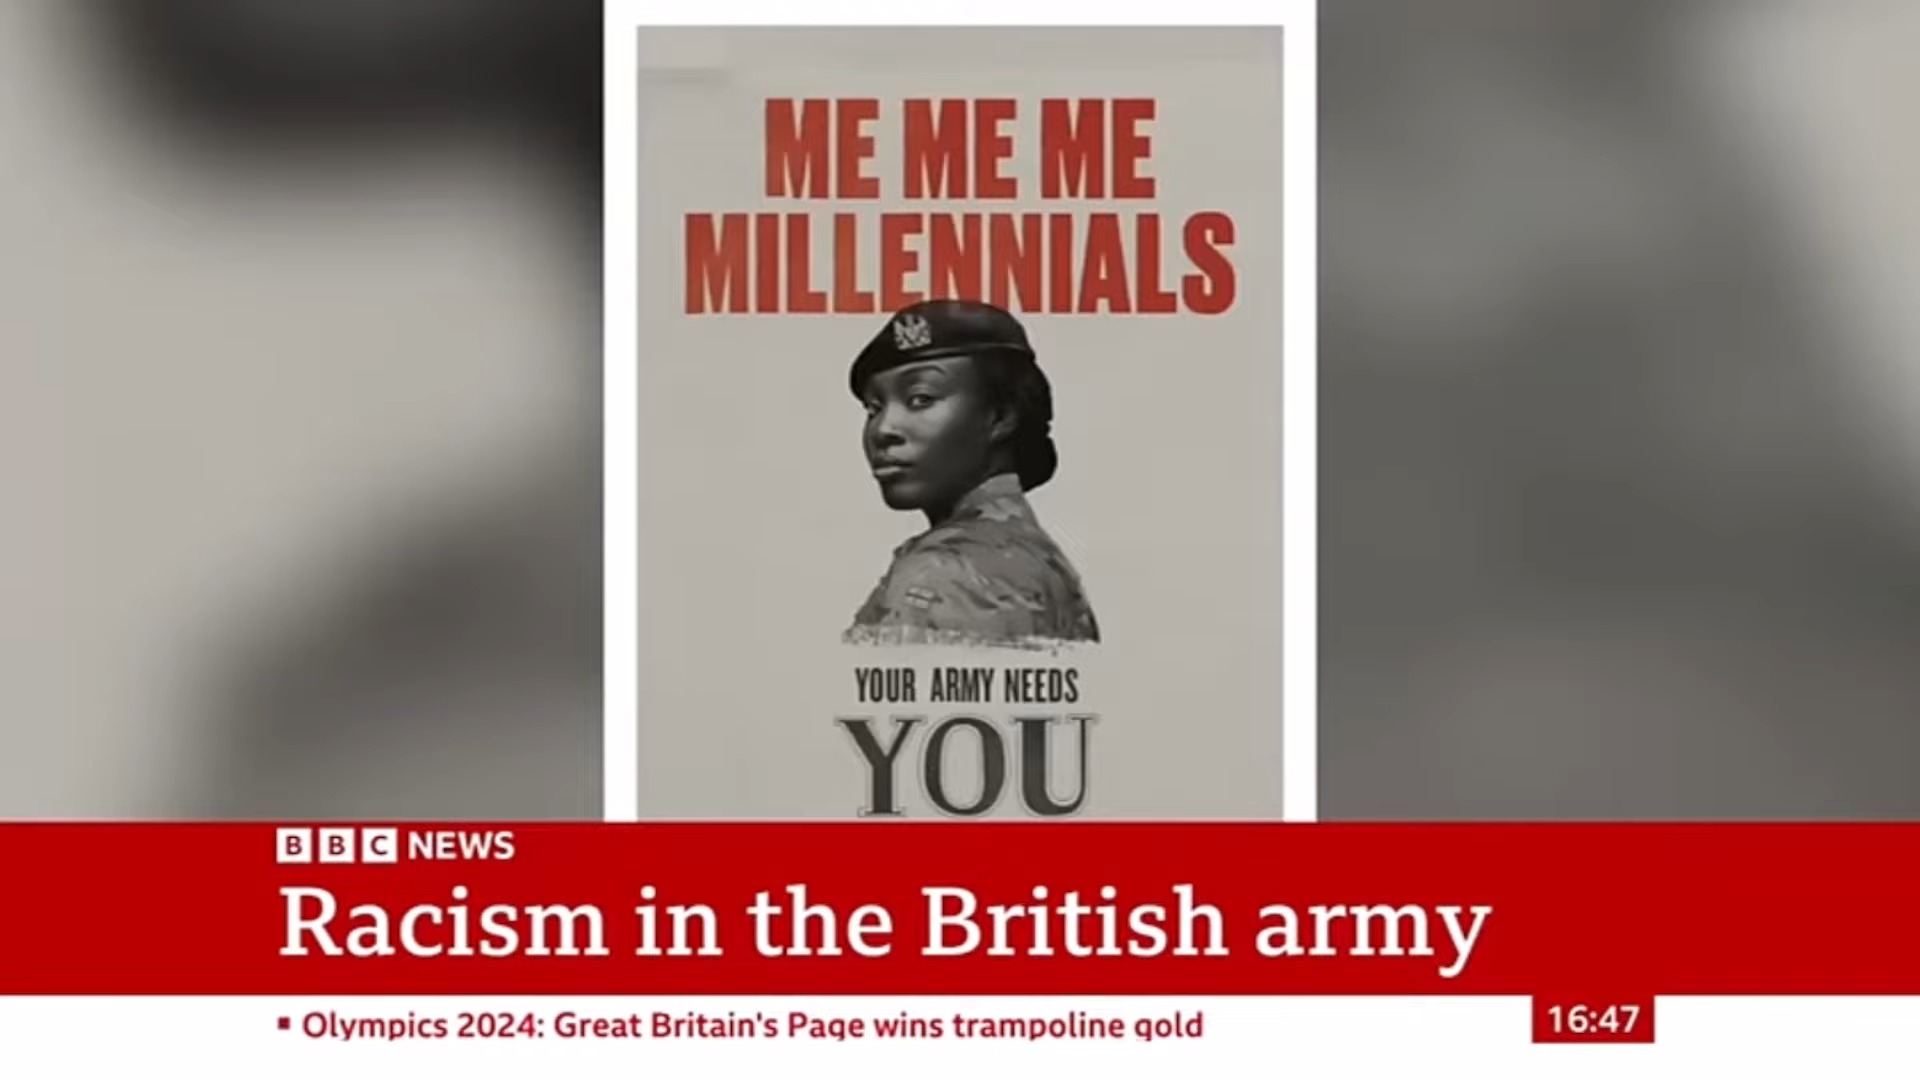 ME ME ME
MILLENNIALS
YOUR ARMY NEEDS
YOU
BBC NEWS
Racism in the British army
Olympics 2024: Great Britain's Page wins trampoline gold
16:47